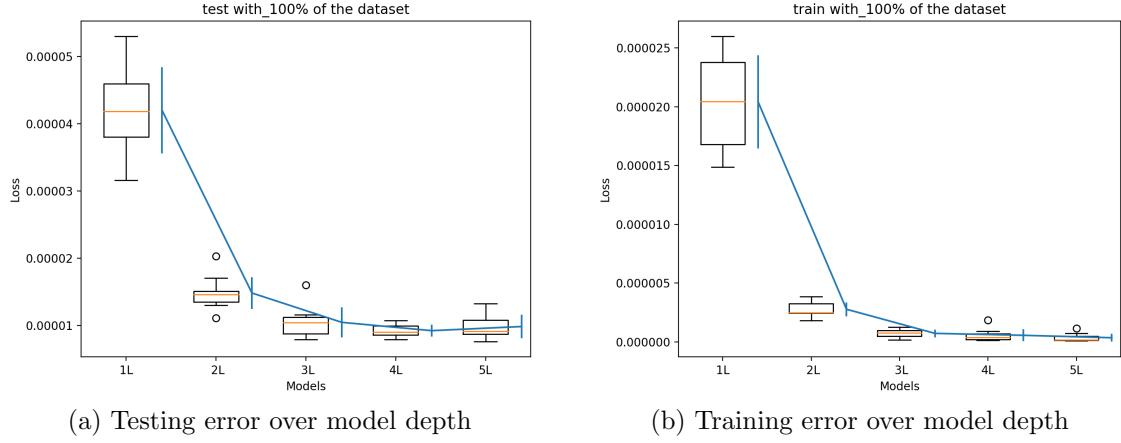 test with_100% of the dataset
0.00005
0.00004
0.00003
0.00002
0.00001
Loss
1L 2L 3L 4L 5L
Models
(a) Testing error over model depth
train with_100% of the dataset
0.000025
0.000020
0.000015
0.000010
0.000005
0.000000
Loss
1L 2L 3L 4L 5L
Models
(b) Training error over model depth